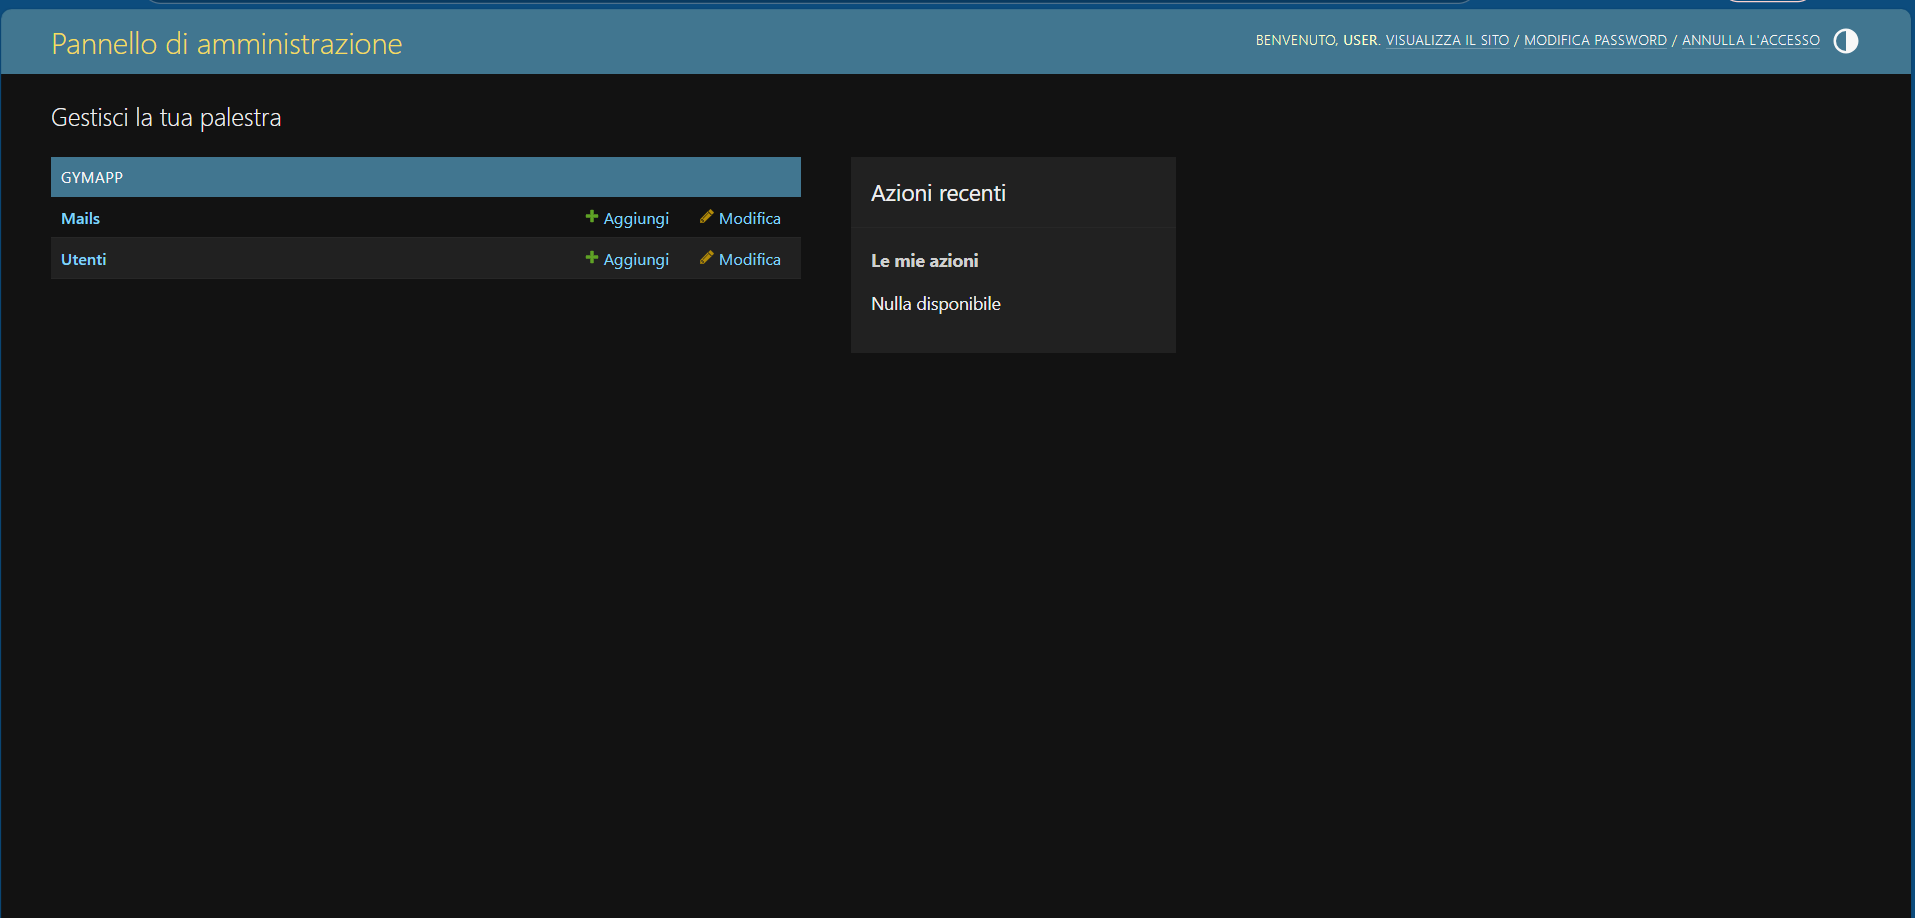 Pannello di amministrazione
BENVENUTO, USER. VISUALIZZA IL SITO / MODIFICA PASSWORD / ANNULLA L'ACCESSO
Gestisci la tua palestra
GYMAPP
Mails Aggiungi Modifica
Utenti Aggiungi Modifica
Azioni recenti
Le mie azioni
Nulla disponibile